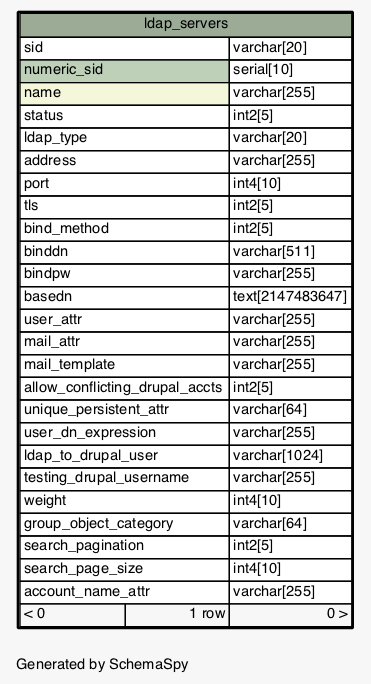 ldap_servers
sid varchar[20]
numeric_sid serial[10]
name varchar[255]
status int2[5]
ldap_type varchar[20]
address varchar[255]
port int4[10]
tls int2[5]
bind_method int2[5]
binddn varchar[511]
bindpw varchar[255]
basedn text[2147483647]
user_attr varchar[255]
mail_attr varchar[255]
mail_template varchar[255]
allow_conflicting_drupal_accts int2[5]
unique_persistent_attr varchar[64]
user_dn_expression varchar[255]
ldap_to_drupal_user varchar[1024]
testing_drupal_username varchar[255]
weight int4[10]
group_object_category varchar[64]
search_pagination int2[5]
search_page_size int4[10]
account_name_attr varchar[255]
< 0 1 row 0 >
Generated by SchemaSpy